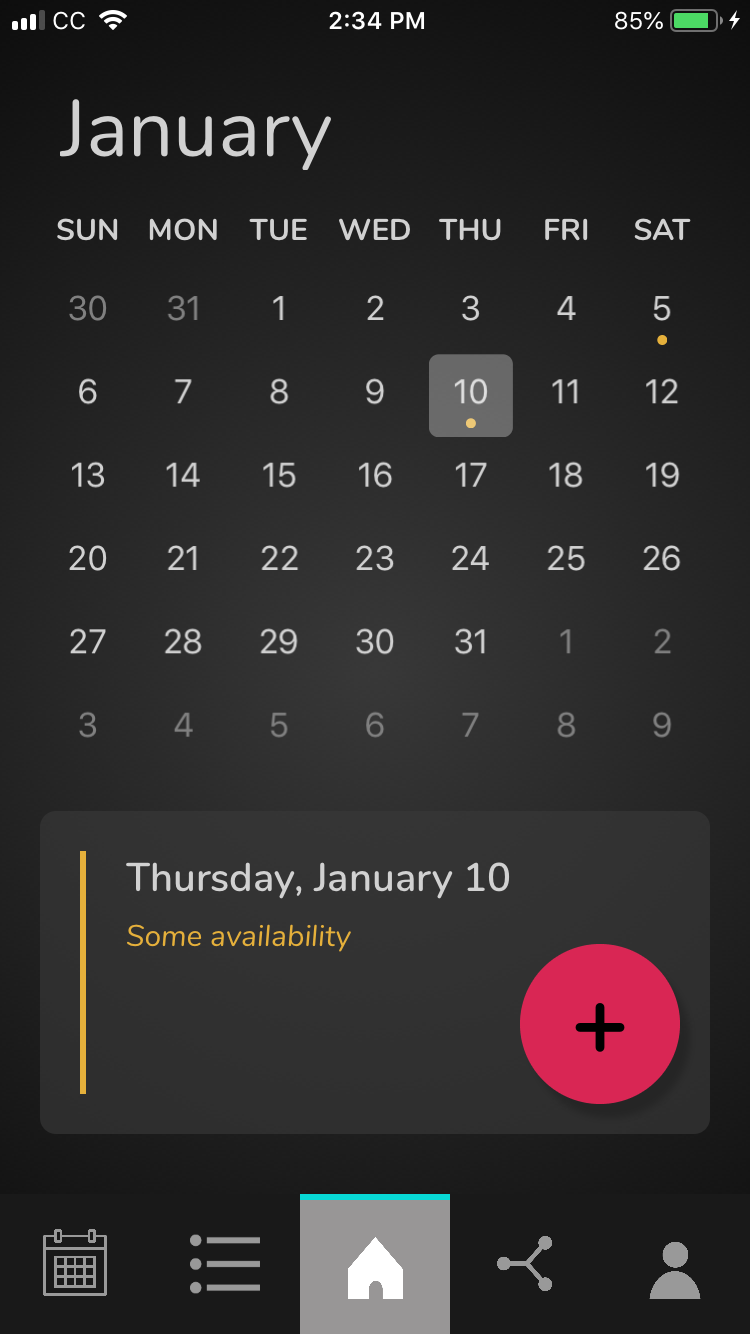 CC 2:34 PM 85%
January
SUN MON TUE WED THU FRI SAT
30 31 1 2 3 4 5
6 7 8 9 10 11 12
13 14 15 16 17 18 19
20 21 22 23 24 25 26
27 28 29 30 31 1 2
3 4 5 6 7 8 9
Thursday, January 10
Some availability
+